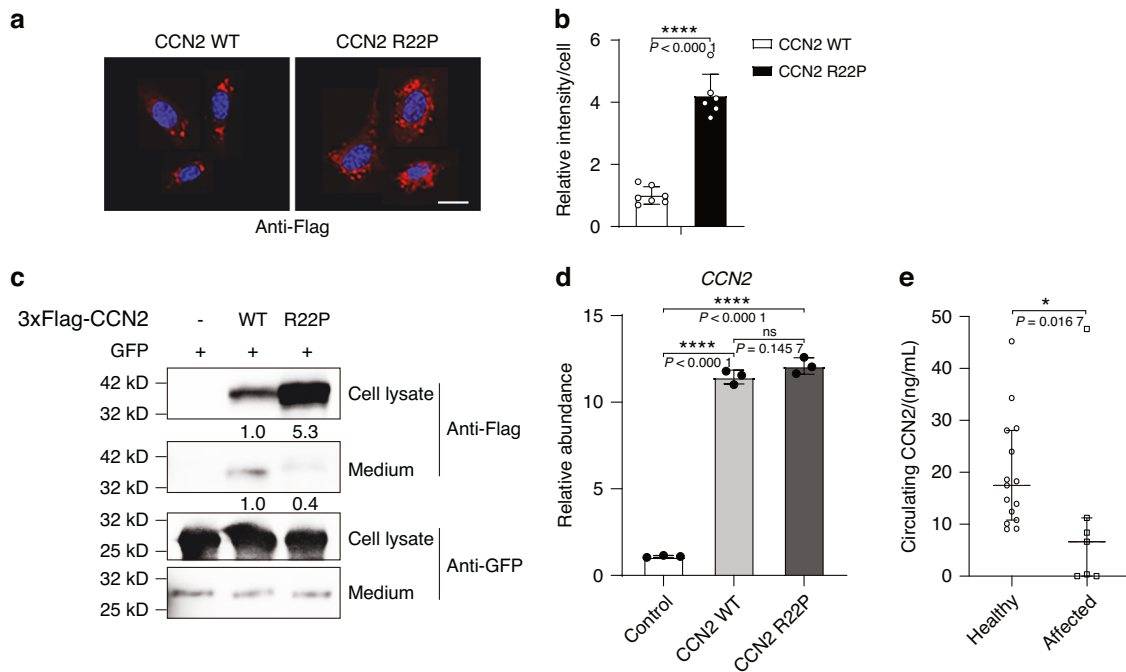 a
CCN2 WT CCN2 R22P
Anti-Flag
b
Relative intensity/cell
6
4
2
0
****
P < 0.000 1
CCN2 WT
CCN2 R22P
c
3xFlag-CCN2 - WT R22P
GFP + + +
42 kD
32 kD
Cell lysate
1.0 5.3
Anti-Flag
42 kD
32 kD
Medium
1.0 0.4
32 kD
25 kD
Cell lysate
Anti-GFP
32 kD
25 kD
Medium
d
CCN2
Relative abundance
15
10
5
0
****
P < 0.000 1
ns
P = 0.145 7
****
P < 0.000 1
Control
CCN2 WT
CCN2 R22P
e
Circulating CCN2/(ng/mL)
50
40
30
20
10
0
*
P = 0.016 7
Healthy
Affected